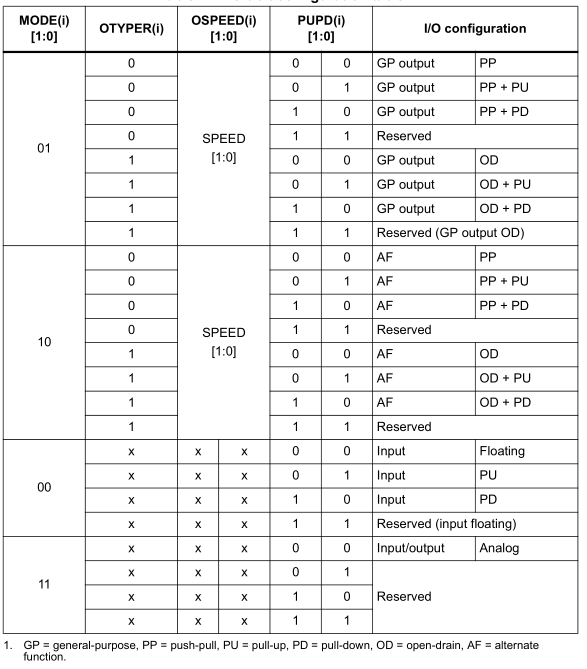 MODE(i) [1:0] OTYPER(i) OSPEED(i) [1:0] PUPD(i) [1:0] I/O configuration
01
SPEED [1:0]
0 0 0 GP output PP
0 0 1 GP output PP + PU
0 1 0 GP output PP + PD
0 1 1 Reserved
1 0 0 GP output OD
1 0 1 GP output OD + PU
1 1 0 GP output OD + PD
1 1 1 Reserved (GP output OD)
10
SPEED [1:0]
0 0 0 AF PP
0 0 1 AF PP + PU
0 1 0 AF PP + PD
0 1 1 Reserved
1 0 0 AF OD
1 0 1 AF OD + PU
1 1 0 AF OD + PD
1 1 1 Reserved
00
x x x 0 0 Input Floating
x x x 0 1 Input PU
x x x 1 0 Input PD
x x x 1 1 Reserved (input floating)
11
x x x 0 0 Input/output Analog
x x x 0 1
x x x 1 0 Reserved
x x x 1 1
1. GP = general-purpose, PP = push-pull, PU = pull-up, PD = pull-down, OD = open-drain, AF = alternate
function.